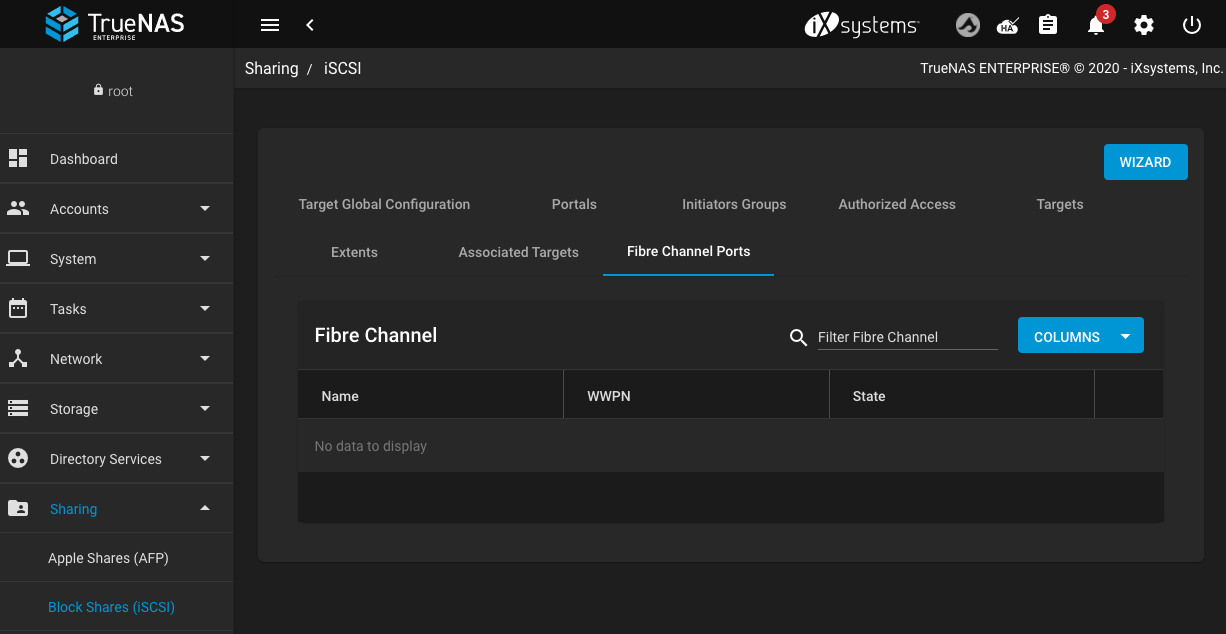 TrueNAS
ENTERPRISE
iXsystems
HA
3
root
Sharing / iSCSI
TrueNAS ENTERPRISE® © 2020 - iXsystems, Inc.
Dashboard
Accounts
System
Tasks
Network
Storage
Directory Services
Sharing
Apple Shares (AFP)
Block Shares (iSCSI)
WIZARD
Target Global Configuration Portals Initiators Groups Authorized Access Targets
Extents Associated Targets Fibre Channel Ports
Fibre Channel
Filter Fibre Channel
COLUMNS
Name WWPN State
No data to display